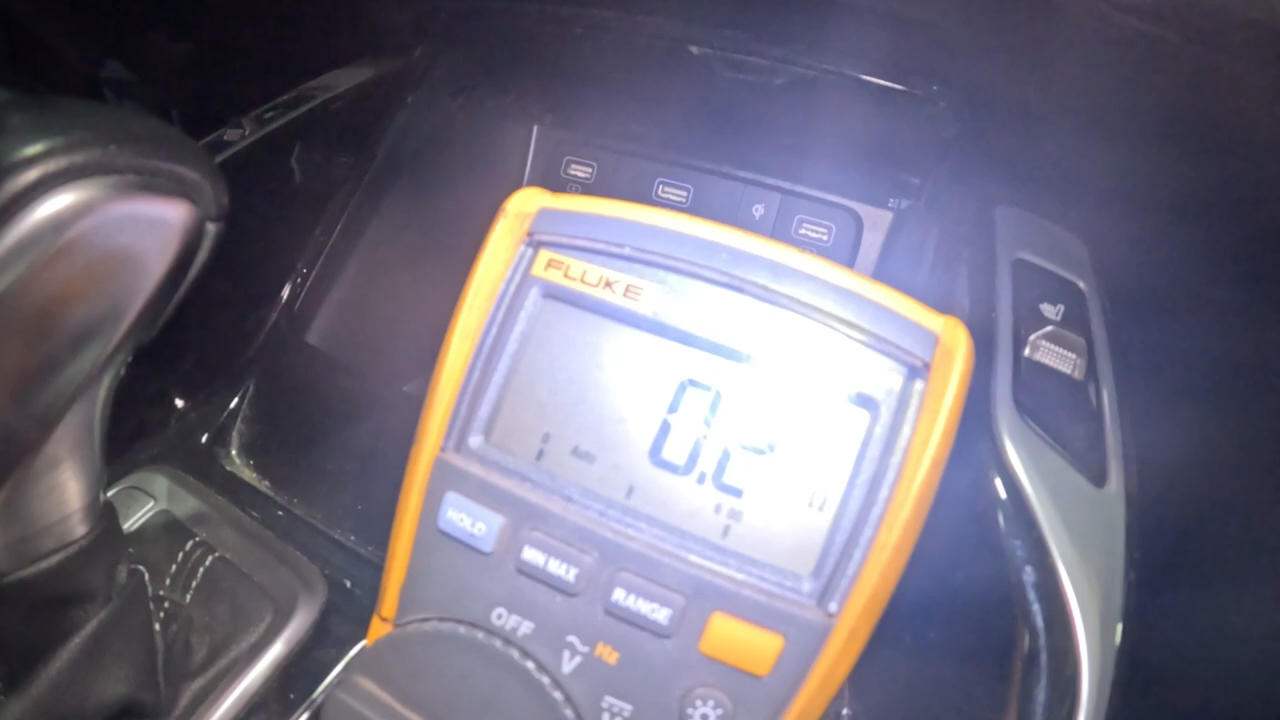 FLUKE
0.2
Auto
Ω
HOLD
MIN MAX
RANGE
OFF
V Hz